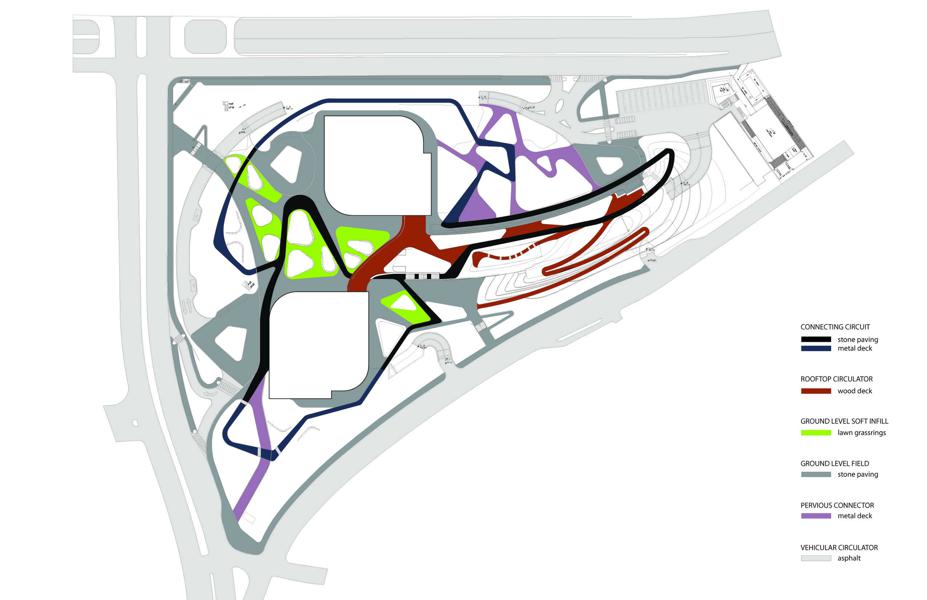 CONNECTING CIRCUIT
stone paving
metal deck
ROOFTOP CIRCULATOR
wood deck
GROUND LEVEL SOFT INFILL
lawn grassrings
GROUND LEVEL FIELD
stone paving
PERVIOUS CONNECTOR
metal deck
VEHICULAR CIRCULATOR
asphalt